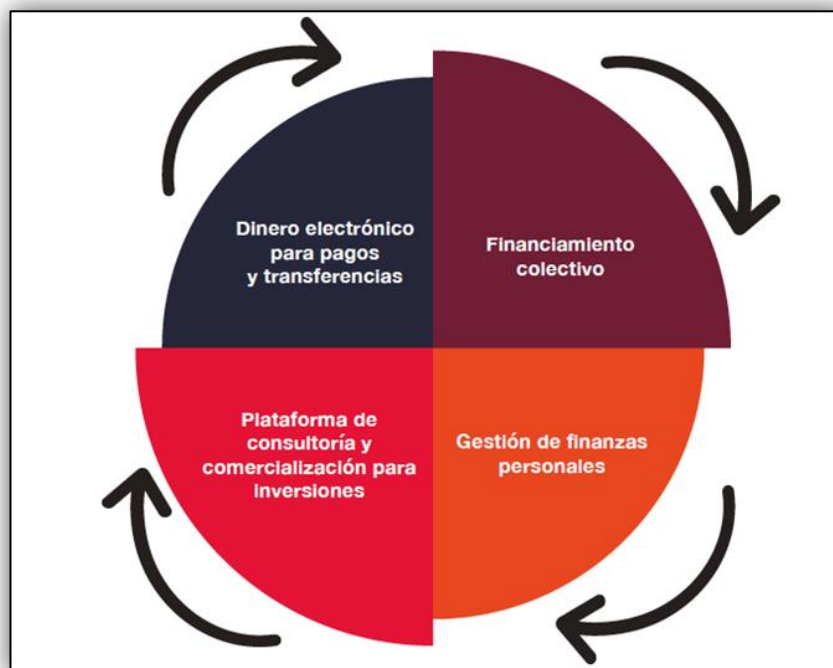 Dinero electrónico
para pagos
y transferencias
Financiamiento
colectivo
Plataforma de
consultoría y
comercialización para
inversiones
Gestión de finanzas
personales